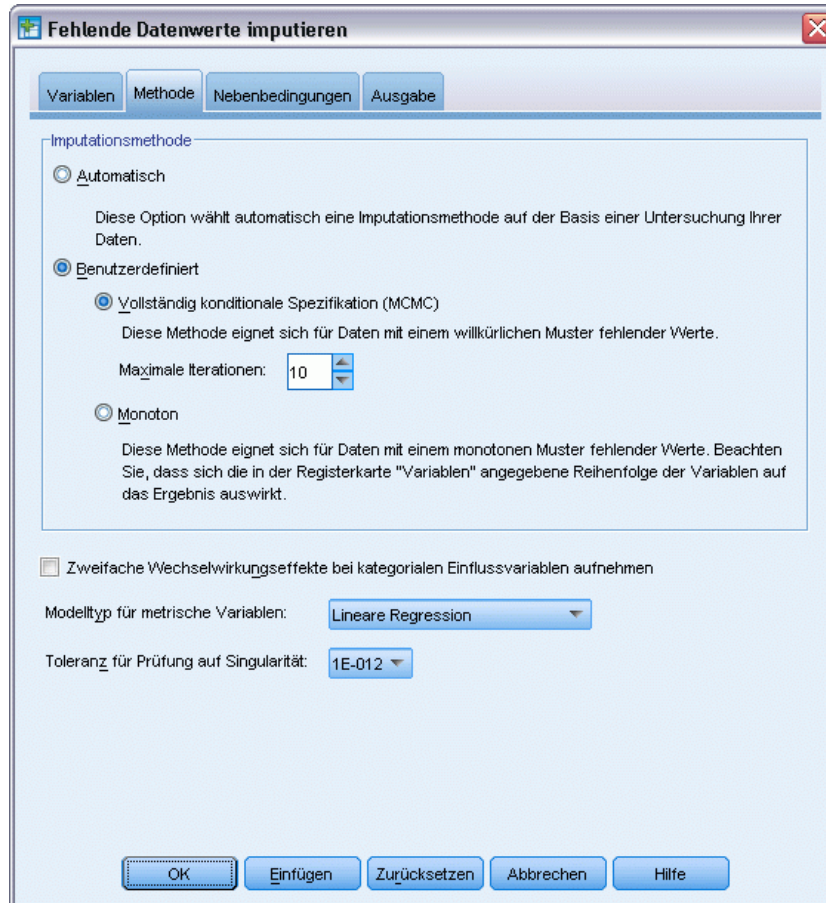 Fehlende Datenwerte imputieren
Variablen Methode Nebenbedingungen Ausgabe
Imputationsmethode
Automatisch
Diese Option wählt automatisch eine Imputationsmethode auf der Basis einer Untersuchung Ihrer
Daten.
Benutzerdefiniert
Vollständig konditionale Spezifikation (MCMC)
Diese Methode eignet sich für Daten mit einem willkürlichen Muster fehlender Werte.
Maximale Iterationen: 10
Monoton
Diese Methode eignet sich für Daten mit einem monotonen Muster fehlender Werte. Beachten
Sie, dass sich die in der Registerkarte "Variablen" angegebene Reihenfolge der Variablen auf
das Ergebnis auswirkt.
Zweifache Wechselwirkungseffekte bei kategorialen Einflussvariablen aufnehmen
Modelltyp für metrische Variablen: Lineare Regression
Toleranz für Prüfung auf Singularität: 1E-012
OK Einfügen Zurücksetzen Abbrechen Hilfe